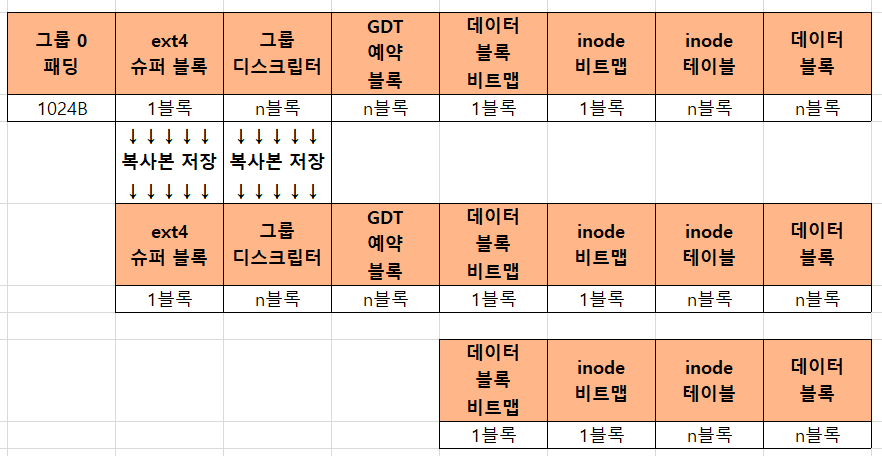 그룹 0 패딩 ext4 슈퍼 블록 그룹 디스크립터 GDT 예약 블록 데이터 블록 비트맵 inode 비트맵 inode 테이블 데이터 블록
1024B 1블록 n블록 n블록 1블록 1블록 n블록 n블록
↓↓↓↓↓ ↓↓↓↓↓
복사본 저장 복사본 저장
↓↓↓↓↓ ↓↓↓↓↓
ext4 슈퍼 블록 그룹 디스크립터 GDT 예약 블록 데이터 블록 비트맵 inode 비트맵 inode 테이블 데이터 블록
1블록 n블록 n블록 1블록 1블록 n블록 n블록
데이터 블록 비트맵 inode 비트맵 inode 테이블 데이터 블록
1블록 1블록 n블록 n블록